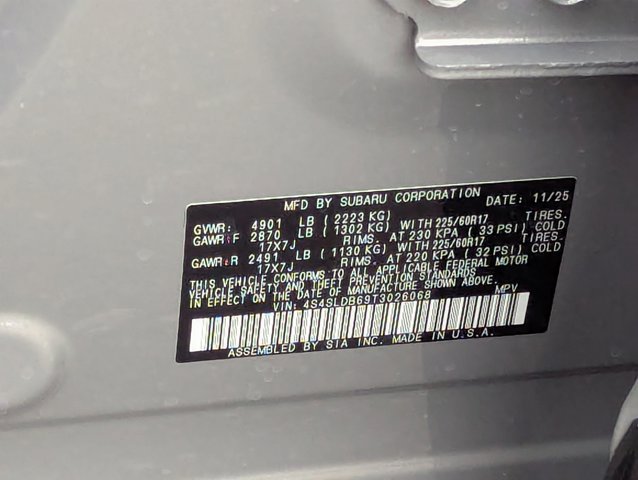 MFD BY SUBARU CORPORATION DATE: 11/25
GVWR: 4901 LB ( 2223 KG)
GAWR:F 2870 LB ( 1302 KG) WITH 225/60R17 TIRES.
17X7J RIMS. AT 230 KPA ( 33 PSI) COLD
GAWR:R 2491 LB ( 1130 KG) WITH 225/60R17 TIRES.
17X7J RIMS. AT 220 KPA ( 32 PSI) COLD
THIS VEHICLE CONFORMS TO ALL APPLICABLE FEDERAL MOTOR
VEHICLE SAFETY AND THEFT PREVENTION STANDARDS
IN EFFECT ON THE DATE OF MANUFACTURE SHOWN ABOVE.
VIN: 4S4SLDB69T3026068 MPV
ASSEMBLED BY SIA INC. MADE IN U.S.A.